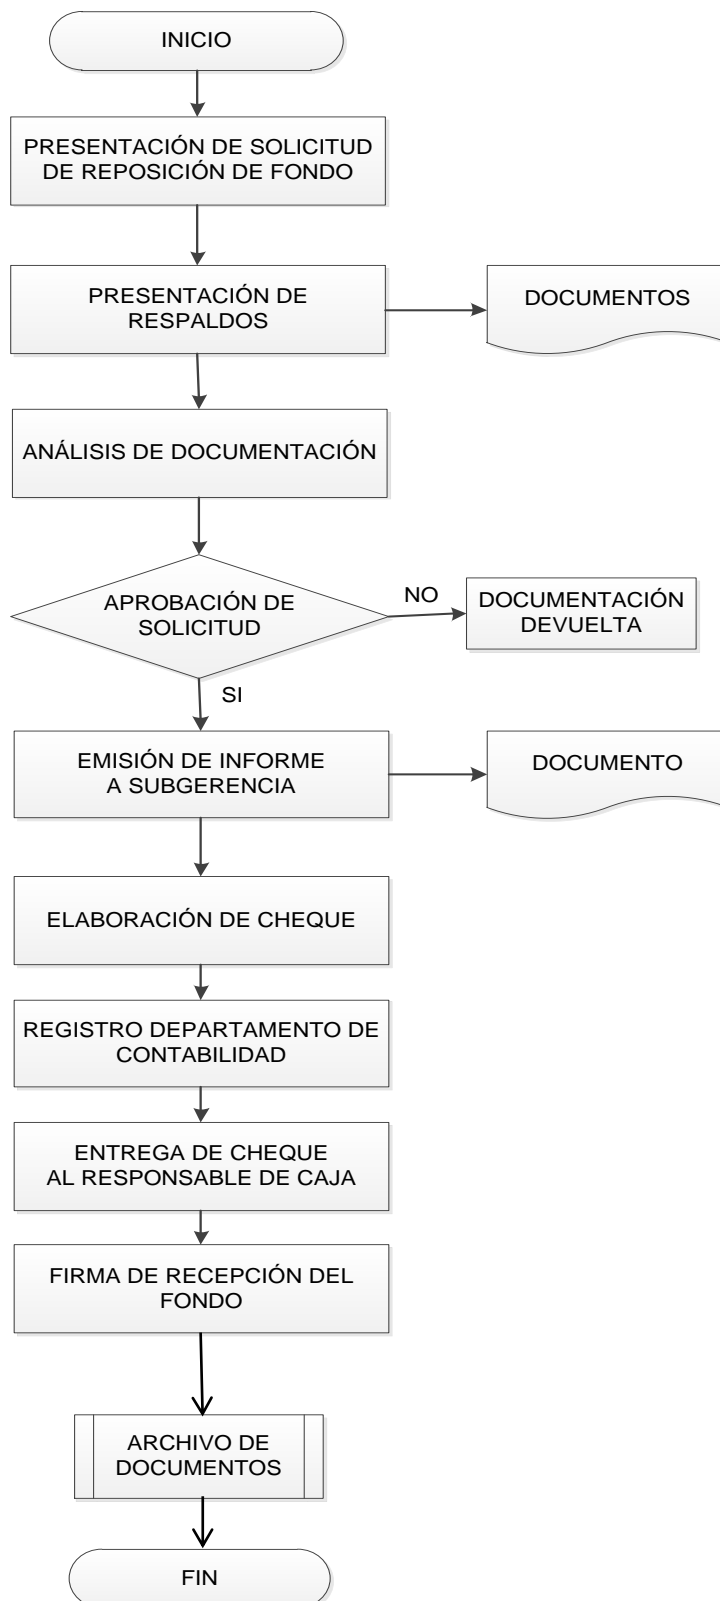 INICIO
PRESENTACIÓN DE SOLICITUD
DE REPOSICIÓN DE FONDO
PRESENTACIÓN DE
RESPALDOS
DOCUMENTOS
ANÁLISIS DE DOCUMENTACIÓN
APROBACIÓN DE
SOLICITUD
NO
DOCUMENTACIÓN
DEVUELTA
SI
EMISIÓN DE INFORME
A SUBGERENCIA
DOCUMENTO
ELABORACIÓN DE CHEQUE
REGISTRO DEPARTAMENTO DE
CONTABILIDAD
ENTREGA DE CHEQUE
AL RESPONSABLE DE CAJA
FIRMA DE RECEPCIÓN DEL
FONDO
ARCHIVO DE
DOCUMENTOS
FIN